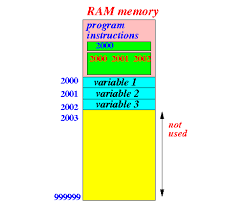 RAM memory
program
instructions
2000
2000 2001 2002
2000 variable 1
2001 variable 2
2002 variable 3
2003
not
used
999999